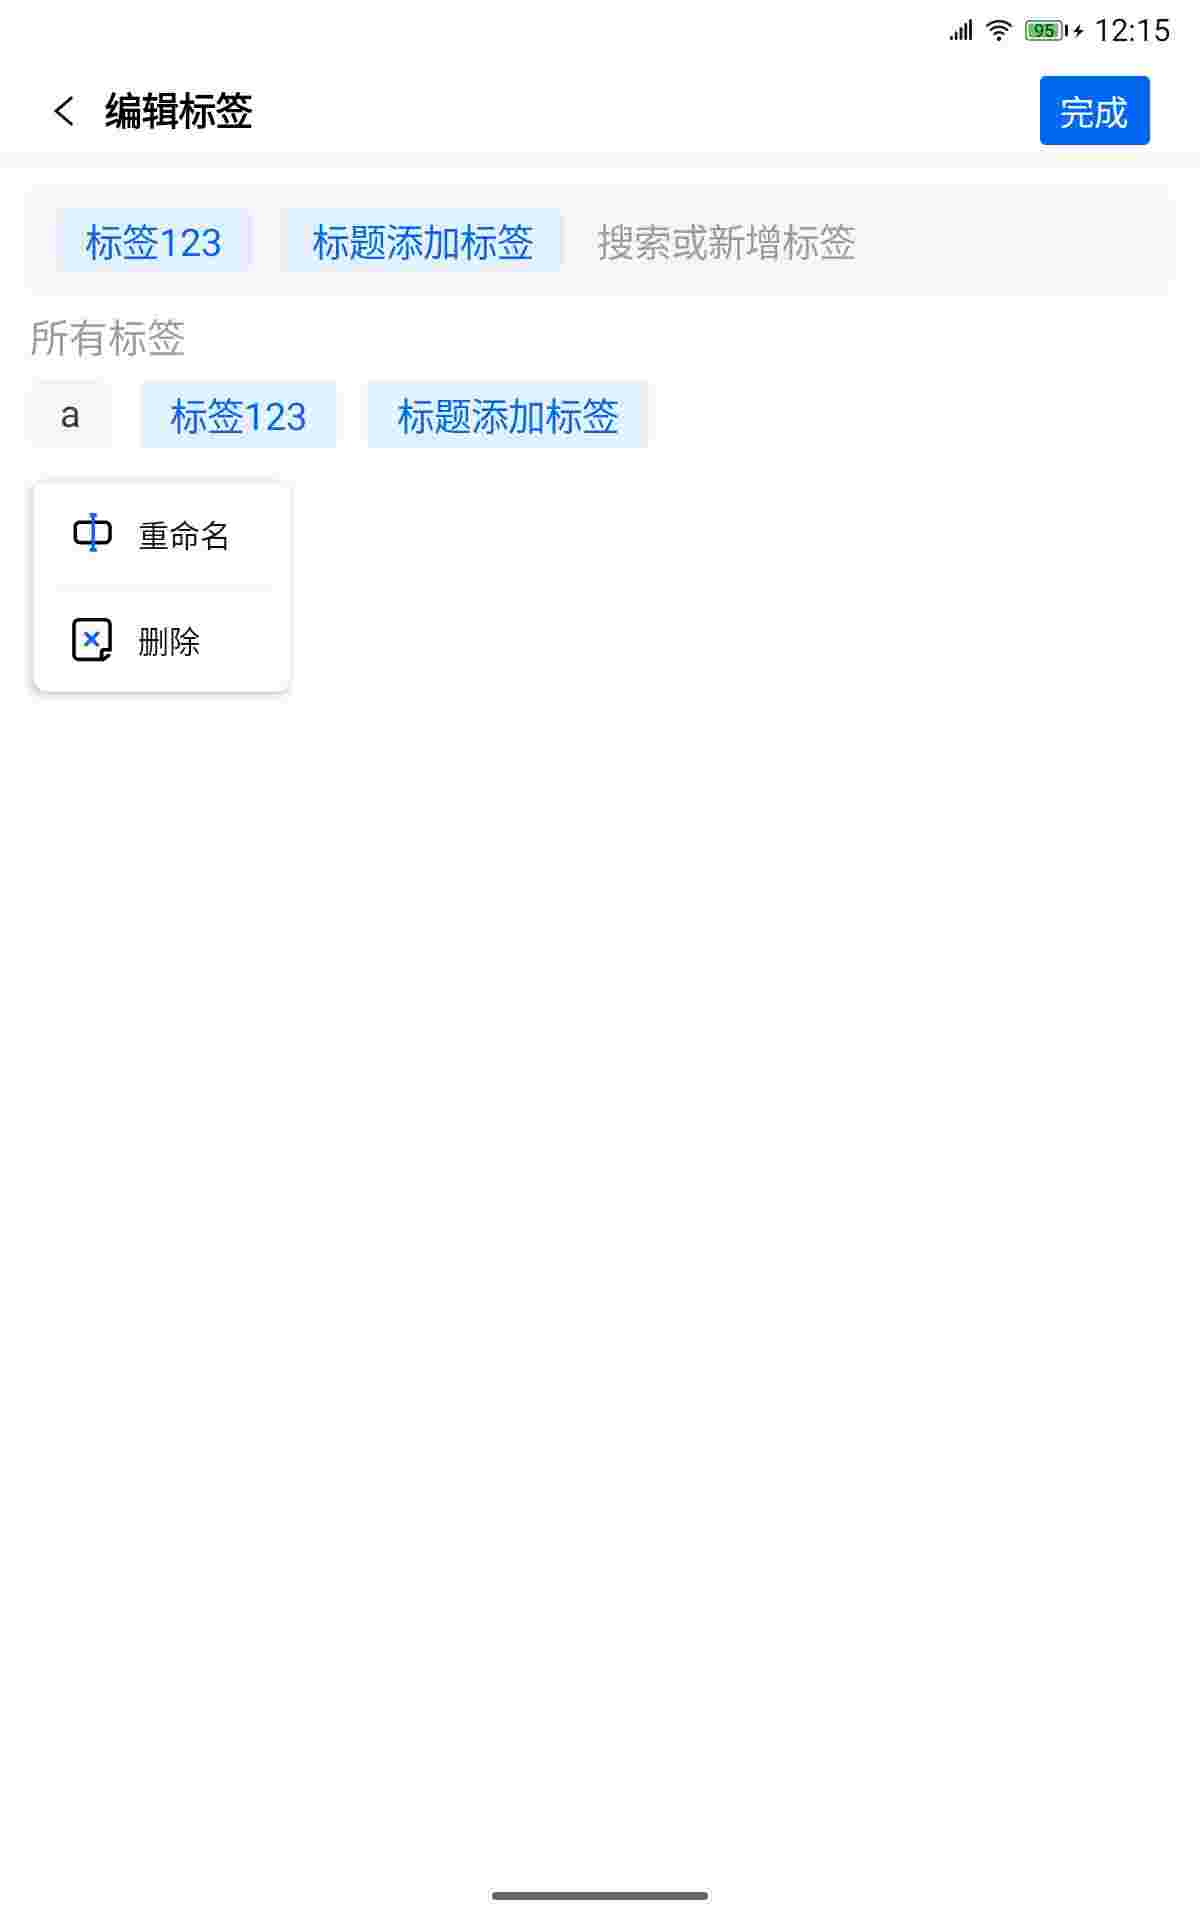 95 12:15
编辑标签 完成
标签123 标题添加标签 搜索或新增标签
所有标签
a 标签123 标题添加标签
重命名
删除